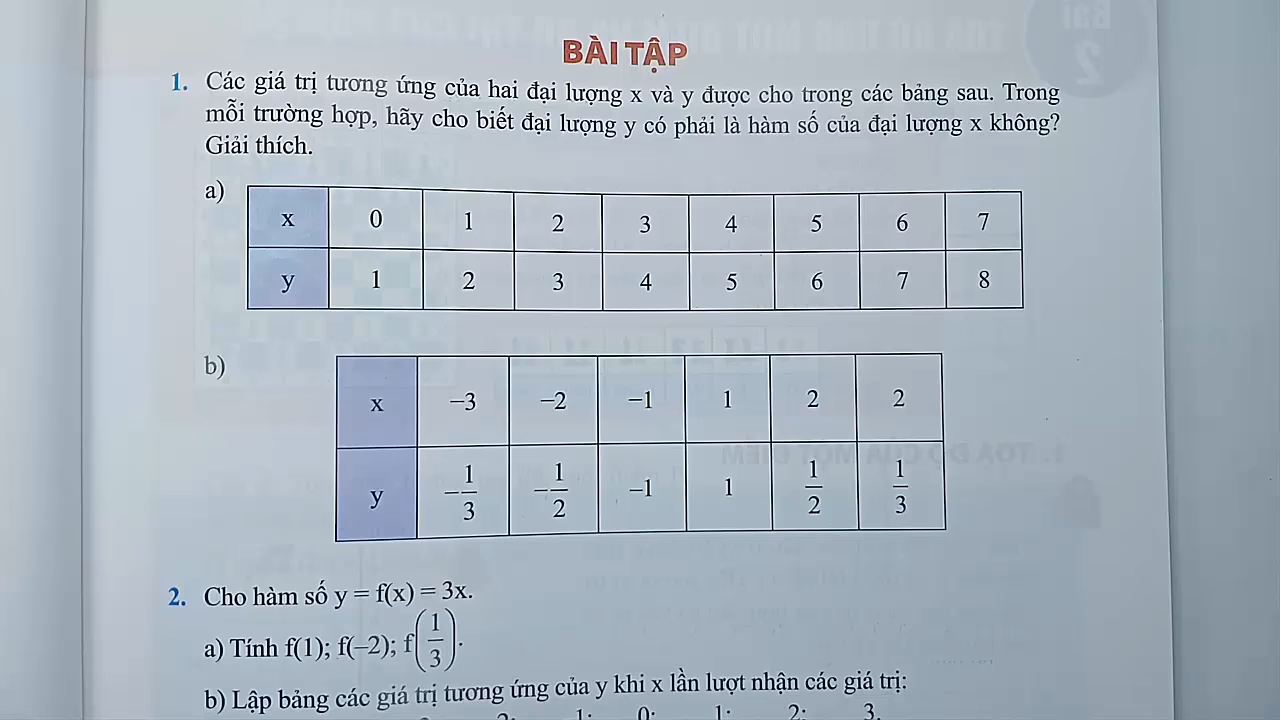 BÀI TẬP
1. Các giá trị tương ứng của hai đại lượng x và y được cho trong các bảng sau. Trong
mỗi trường hợp, hãy cho biết đại lượng y có phải là hàm số của đại lượng x không?
Giải thích.
a)
x 0 1 2 3 4 5 6 7
y 1 2 3 4 5 6 7 8
b)
x –3 –2 –1 1 2 2
y –1/3 –1/2 –1 1 1/2 1/3
2. Cho hàm số y = f(x) = 3x.
a) Tính f(1); f(–2); f(1/3).
b) Lập bảng các giá trị tương ứng của y khi x lần lượt nhận các giá trị:
0; 1; 2; 3.